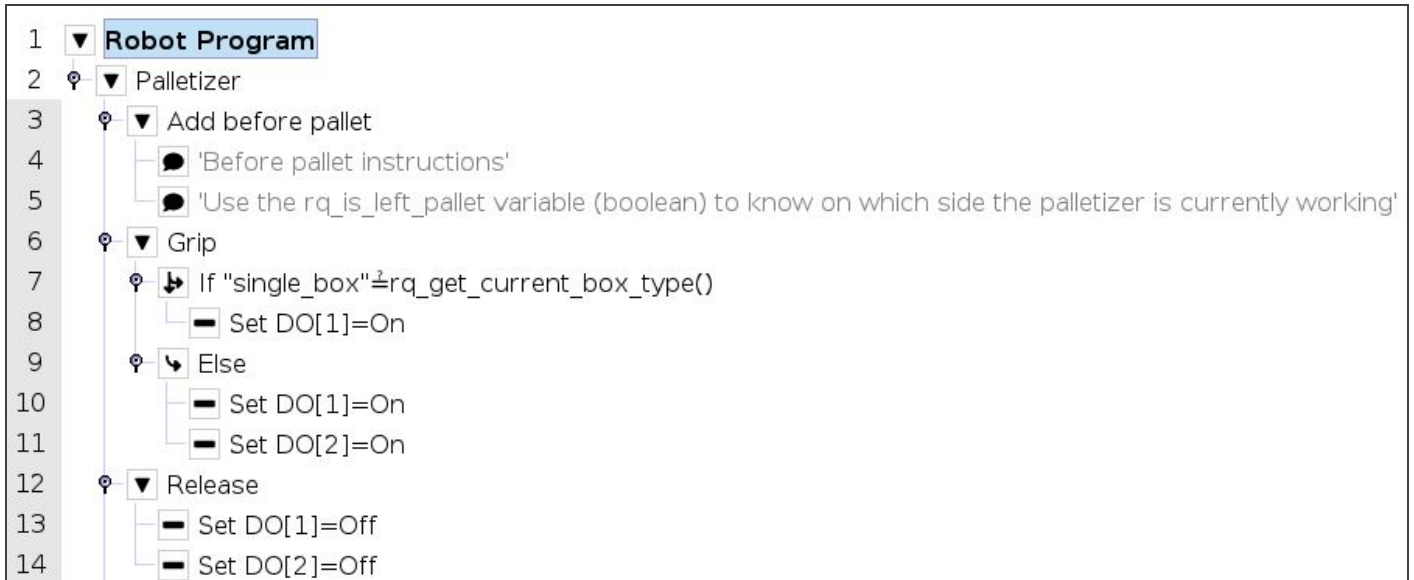 1 Robot Program
2 Palletizer
3 Add before pallet
4 'Before pallet instructions'
5 'Use the rq_is_left_pallet variable (boolean) to know on which side the palletizer is currently working'
6 Grip
7 If "single_box"≟rq_get_current_box_type()
8 Set DO[1]=On
9 Else
10 Set DO[1]=On
11 Set DO[2]=On
12 Release
13 Set DO[1]=Off
14 Set DO[2]=Off